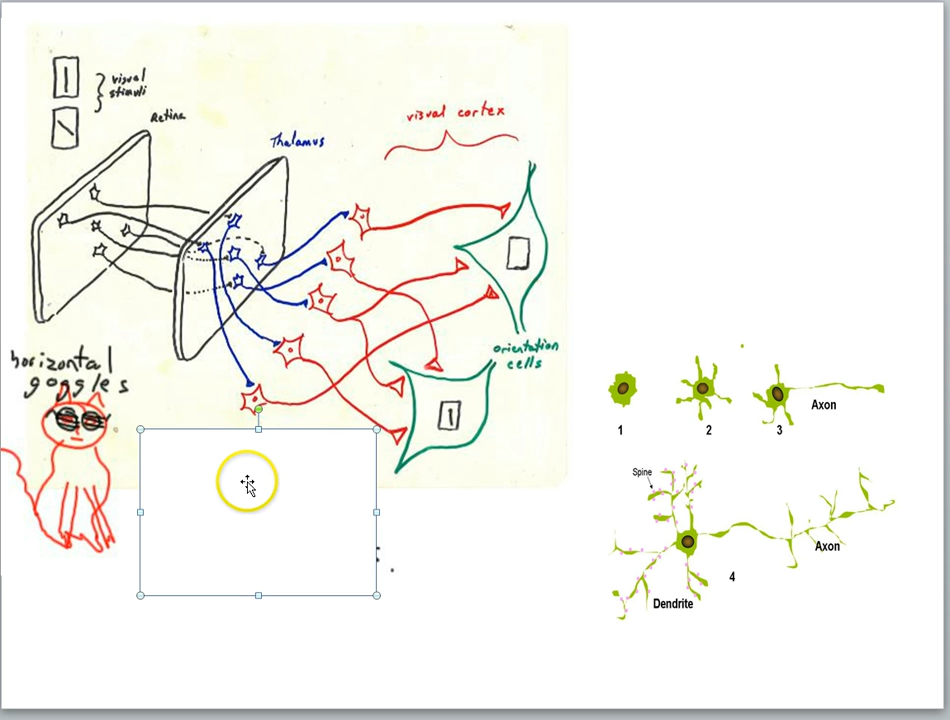 visual
stimuli
Retina
Thalamus
visual cortex
orientation
cells
horizontal
goggles
1
2
3
Axon
Spine
Axon
4
Dendrite